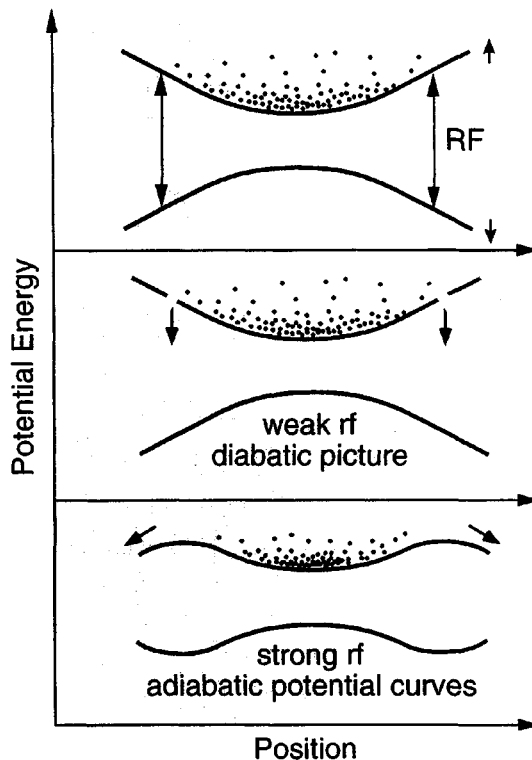 RF
Potential Energy
weak rf
diabatic picture
strong rf
adiabatic potential curves
Position